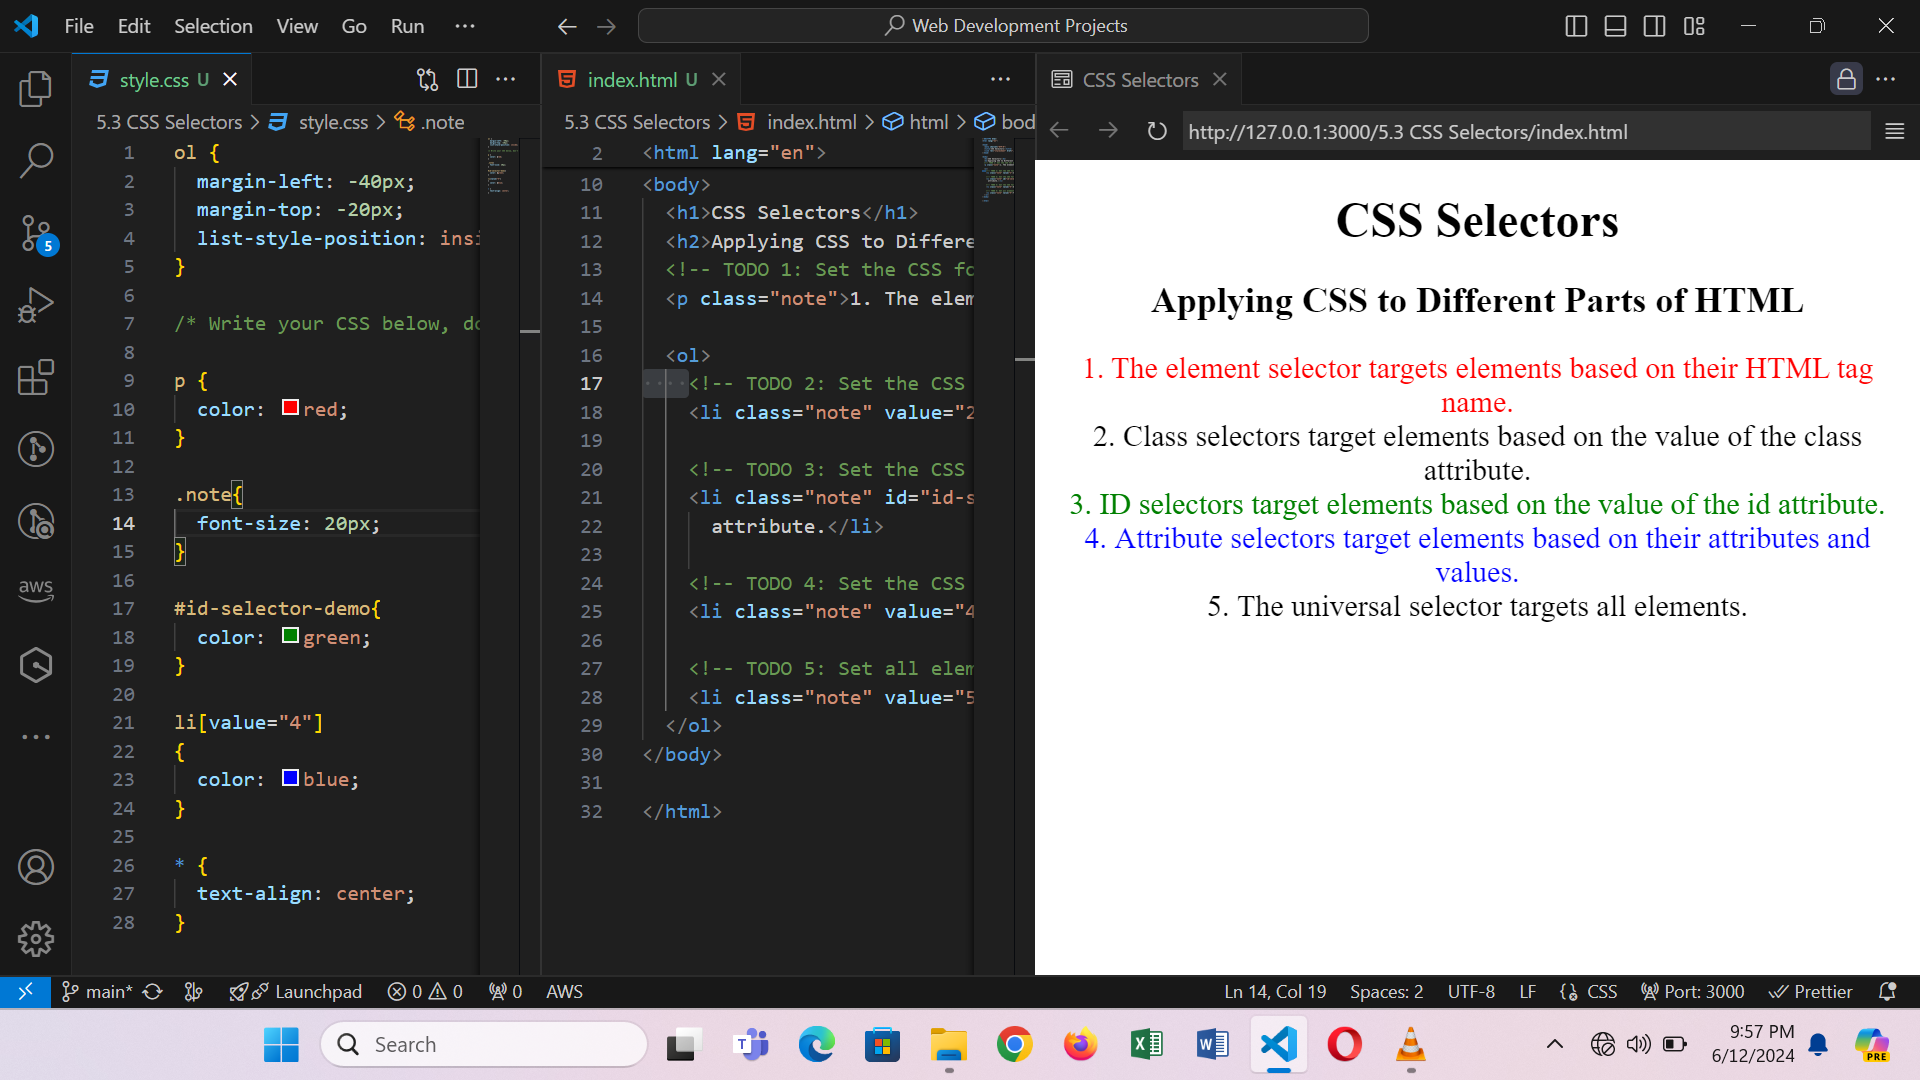 File Edit Selection View Go Run ···
Web Development Projects
style.css U
5.3 CSS Selectors > style.css > .note
1 ol {
2 margin-left: -40px;
3 margin-top: -20px;
4 list-style-position: insi
5 }
6
7 /* Write your CSS below, do
8
9 p {
10 color: red;
11 }
12
13 .note{
14 font-size: 20px;
15 }
16
17 #id-selector-demo{
18 color: green;
19 }
20
21 li[value="4"]
22 {
23 color: blue;
24 }
25
26 * {
27 text-align: center;
28 }
index.html U
5.3 CSS Selectors > index.html > html > bod
2 <html lang="en">
10 <body>
11 <h1>CSS Selectors</h1>
12 <h2>Applying CSS to Differe
13 <!-- TODO 1: Set the CSS fo
14 <p class="note">1. The elem
15
16 <ol>
17 <!-- TODO 2: Set the CSS
18 <li class="note" value="2
19
20 <!-- TODO 3: Set the CSS
21 <li class="note" id="id-s
22 attribute.</li>
23
24 <!-- TODO 4: Set the CSS
25 <li class="note" value="4
26
27 <!-- TODO 5: Set all elem
28 <li class="note" value="5
29 </ol>
30 </body>
31
32 </html>
CSS Selectors
http://127.0.0.1:3000/5.3 CSS Selectors/index.html
CSS Selectors
Applying CSS to Different Parts of HTML
1. The element selector targets elements based on their HTML tag
name.
2. Class selectors target elements based on the value of the class
attribute.
3. ID selectors target elements based on the value of the id attribute.
4. Attribute selectors target elements based on their attributes and
values.
5. The universal selector targets all elements.
5
aws
main* Launchpad 0 0 0 AWS
Ln 14, Col 19 Spaces: 2 UTF-8 LF CSS Port: 3000 Prettier
Search
9:57 PM
6/12/2024
PRE